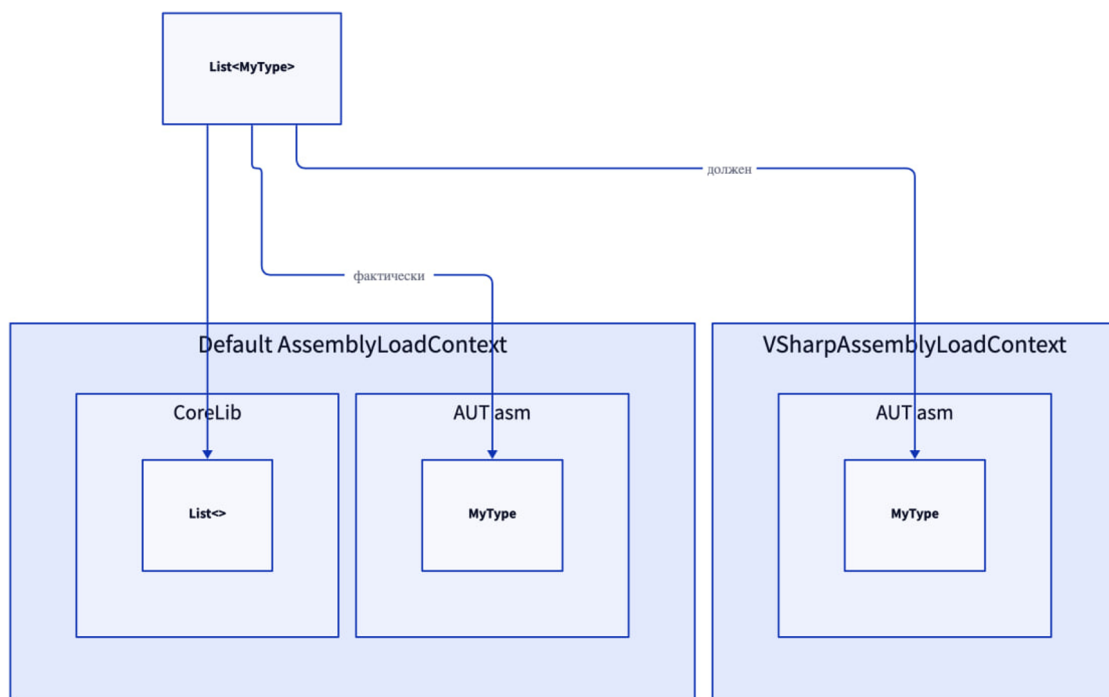 List<MyType>
должен
фактически
Default AssemblyLoadContext
VSharpAssemblyLoadContext
CoreLib
AUT asm
AUT asm
List<>
MyType
MyType